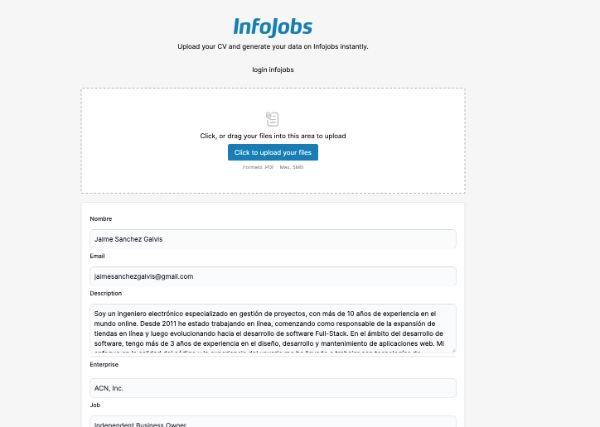 InfoJobs
Upload your CV and generate your data on Infojobs instantly.
login infojobs
Click, or drag your files into this area to upload
Click to upload your files
Formats .PDF Max. 5Mb
Nombre
Jaime Sanchez Galvis
Email
jaimesanchezgalvis@gmail.com
Description
Soy un ingeniero electrónico especializado en gestión de proyectos, con más de 10 años de experiencia en el
mundo online. Desde 2011 he estado trabajando en línea, comenzando como responsable de la expansión de
tiendas en línea y luego evolucionando hacia el desarrollo de software Full-Stack. En el ámbito del desarrollo de
software, tengo más de 3 años de experiencia en el diseño, desarrollo y mantenimiento de aplicaciones web. Mi
Enterprise
ACN, Inc.
Job
Independent Business Owner